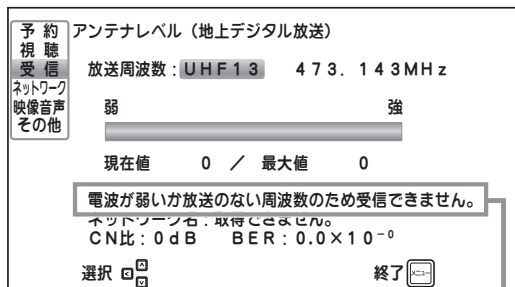 予約
視聴
受信
ネットワーク
映像音声
その他
アンテナレベル（地上デジタル放送）
放送周波数：UHF13 473.143MHz
弱 強
現在値 0 ／ 最大値 0
電波が弱いか放送のない周波数のため受信できません。
ネットワーク名：取得できません。
CN比：0dB BER：0.0×10⁻⁰
選択
終了 メニュー